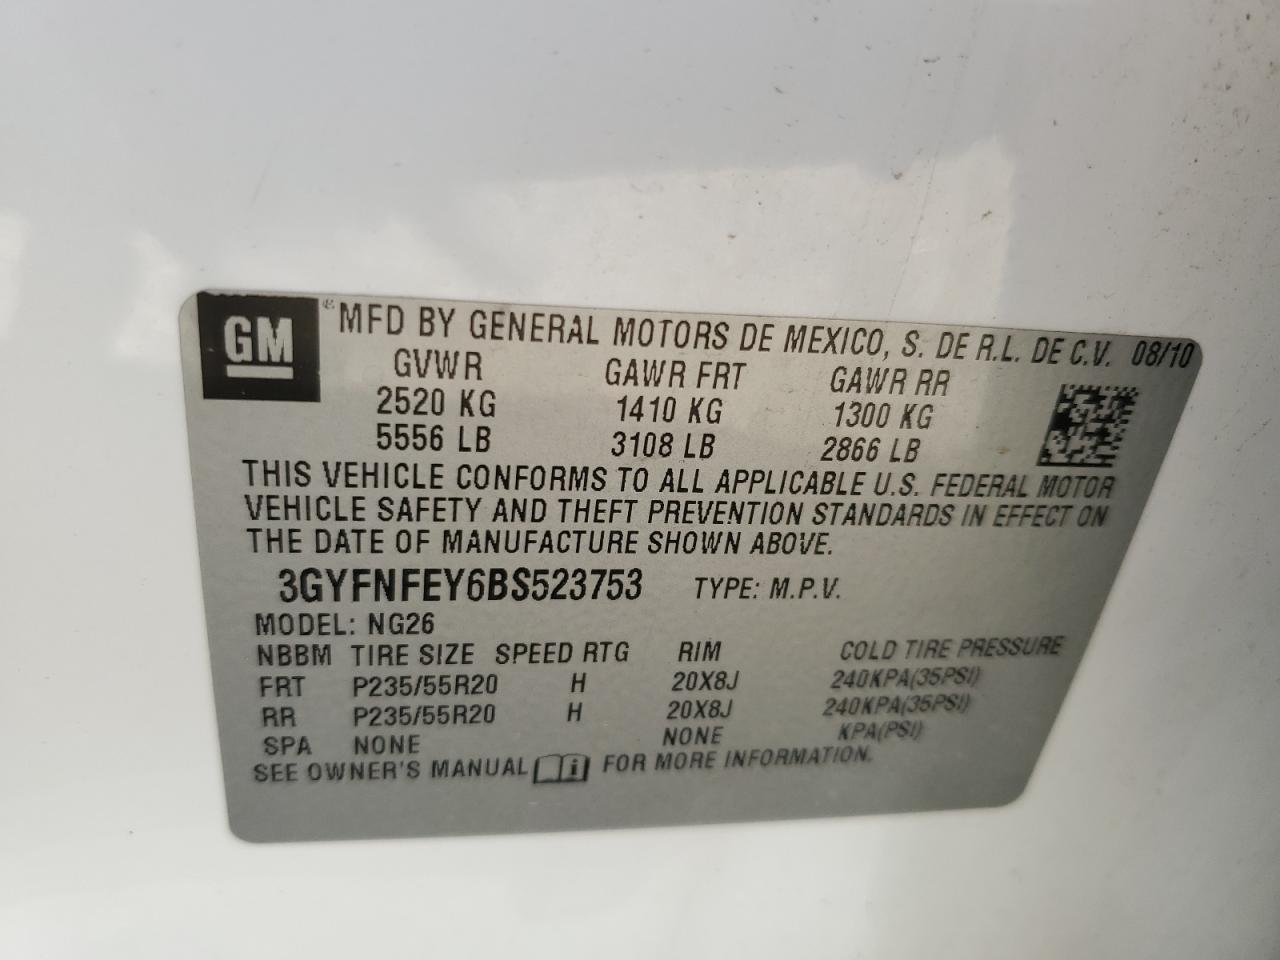 GM ® MFD BY GENERAL MOTORS DE MEXICO, S. DE R.L. DE C.V. 08/10
GVWR GAWR FRT GAWR RR
2520 KG 1410 KG 1300 KG
5556 LB 3108 LB 2866 LB
THIS VEHICLE CONFORMS TO ALL APPLICABLE U.S. FEDERAL MOTOR
VEHICLE SAFETY AND THEFT PREVENTION STANDARDS IN EFFECT ON
THE DATE OF MANUFACTURE SHOWN ABOVE.
3GYFNFEY6BS523753 TYPE: M.P.V.
MODEL: NG26
NBBM TIRE SIZE SPEED RTG RIM COLD TIRE PRESSURE
FRT P235/55R20 H 20X8J 240KPA(35PSI)
RR P235/55R20 H 20X8J 240KPA(35PSI)
SPA NONE NONE KPA(PSI)
SEE OWNER'S MANUAL i FOR MORE INFORMATION.